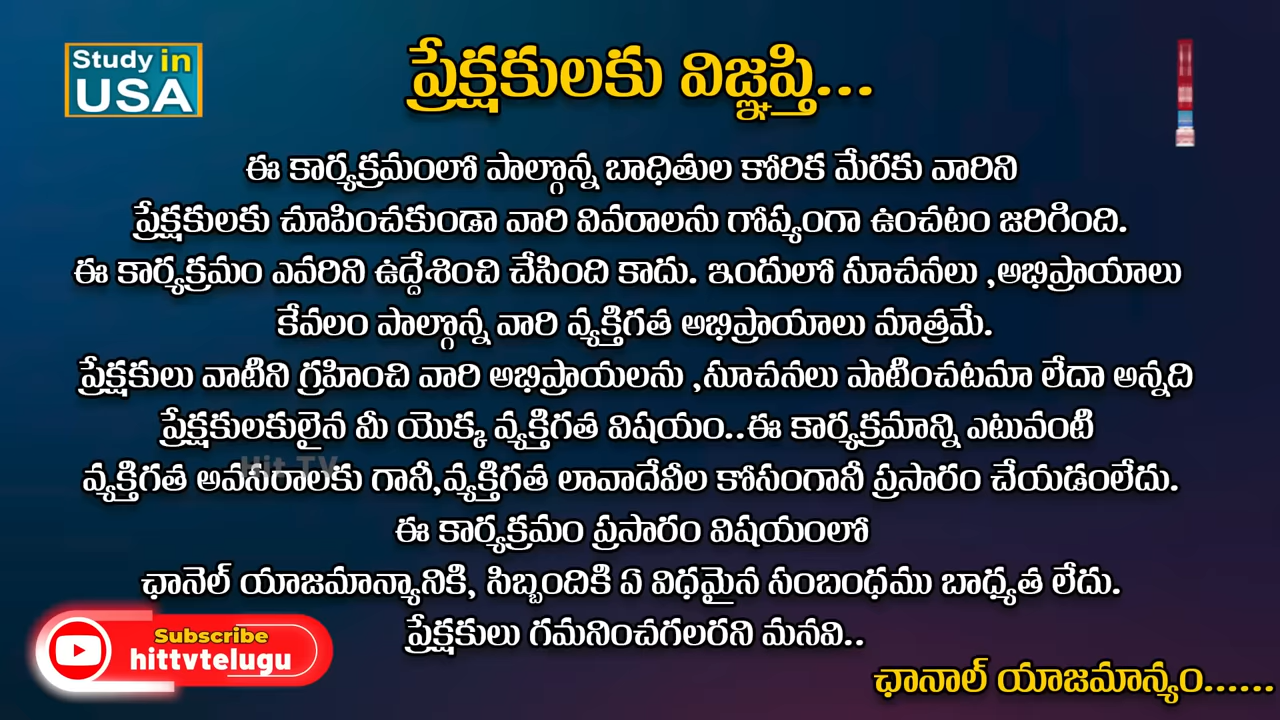 Study in
USA
ప్రేక్షకులకు విజ్ఞప్తి...
ఈ కార్యక్రమంలో పాల్గొన్న బాధితుల కోరిక మేరకు వారిని
ప్రేక్షకులకు చూపించకుండా వారి వివరాలను గోప్యంగా ఉంచటం జరిగింది.
ఈ కార్యక్రమం ఎవరిని ఉద్దేశించి చేసింది కాదు. ఇందులో సూచనలు ,అభిప్రాయాలు
కేవలం పాల్గొన్న వారి వ్యక్తిగత అభిప్రాయాలు మాత్రమే.
ప్రేక్షకులు వాటిని గ్రహించి వారి అభిప్రాయలను ,సూచనలు పాటించటమా లేదా అన్నది
ప్రేక్షకులకులైన మీ యొక్క వ్యక్తిగత విషయం..ఈ కార్యక్రమాన్ని ఎటువంటి
Hit TV
వ్యక్తిగత అవసరాలకు గానీ,వ్యక్తిగత లావాదేవీల కోసంగానీ ప్రసారం చేయడంలేదు.
ఈ కార్యక్రమం ప్రసారం విషయంలో
ఛానెల్ యాజమాన్యానికి, సిబ్బందికి ఏ విధమైన సంబంధము బాధ్యత లేదు.
ప్రేక్షకులు గమనించగలరని మనవి..
Subscribe
hittvtelugu
ఛానాల్ యాజమాన్యం......